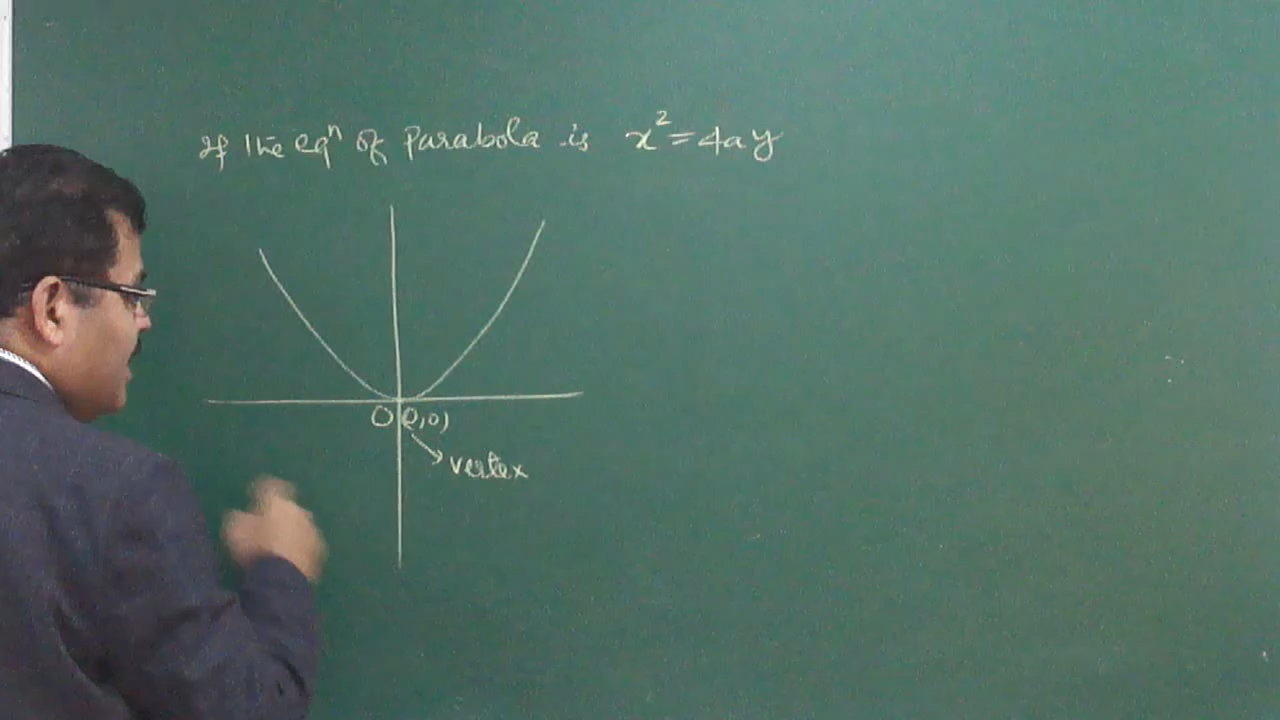 If the eqⁿ of Parabola is x² = 4ay
O (0,0)
vertex